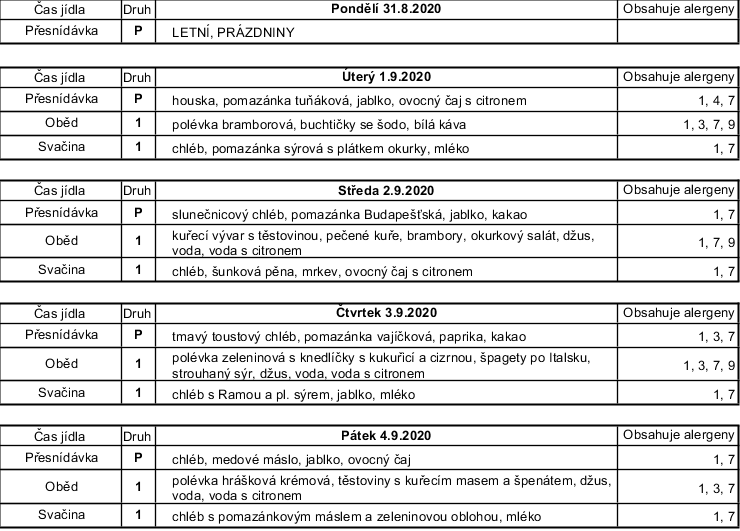 Čas jídla Druh Pondělí 31.8.2020 Obsahuje alergeny
Přesnídávka P LETNÍ, PRÁZDNINY
Čas jídla Druh Úterý 1.9.2020 Obsahuje alergeny
Přesnídávka P houska, pomazánka tuňáková, jablko, ovocný čaj s citronem 1, 4, 7
Oběd 1 polévka bramborová, buchtičky se šodo, bílá káva 1, 3, 7, 9
Svačina 1 chléb, pomazánka sýrová s plátkem okurky, mléko 1, 7
Čas jídla Druh Středa 2.9.2020 Obsahuje alergeny
Přesnídávka P slunečnicový chléb, pomazánka Budapešťská, jablko, kakao 1, 7
Oběd 1 kuřecí vývar s těstovinou, pečené kuře, brambory, okurkový salát, džus, 1, 7, 9
voda, voda s citronem
Svačina 1 chléb, šunková pěna, mrkev, ovocný čaj s citronem 1, 7
Čas jídla Druh Čtvrtek 3.9.2020 Obsahuje alergeny
Přesnídávka P tmavý toustový chléb, pomazánka vajíčková, paprika, kakao 1, 3, 7
Oběd 1 polévka zeleninová s knedlíčky s kukuřicí a cizrnou, špagety po Italsku, 1, 3, 7, 9
strouhaný sýr, džus, voda, voda s citronem
Svačina 1 chléb s Ramou a pl. sýrem, jablko, mléko 1, 7
Čas jídla Druh Pátek 4.9.2020 Obsahuje alergeny
Přesnídávka P chléb, medové máslo, jablko, ovocný čaj 1, 7
Oběd 1 polévka hrášková krémová, těstoviny s kuřecím masem a špenátem, džus, 1, 3, 7
voda, voda s citronem
Svačina 1 chléb s pomazánkovým máslem a zeleninovou oblohou, mléko 1, 7